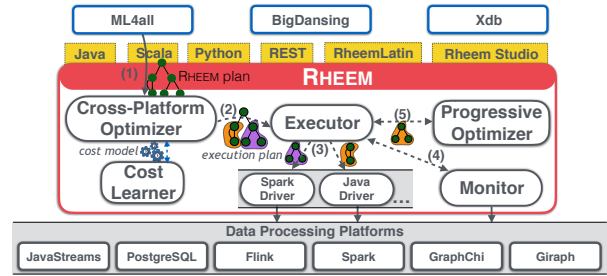 ML4all BigDansing Xdb
Java Scala Python REST RheemLatin Rheem Studio
(1) RHEEM plan RHEEM
Cross-Platform
Optimizer
(2)
execution plan
Executor
(5)
Progressive
Optimizer
cost model
Cost
Learner
(3)
(4)
Spark
Driver
Java
Driver
...
Monitor
Data Processing Platforms
JavaStreams PostgreSQL Flink Spark GraphChi Giraph